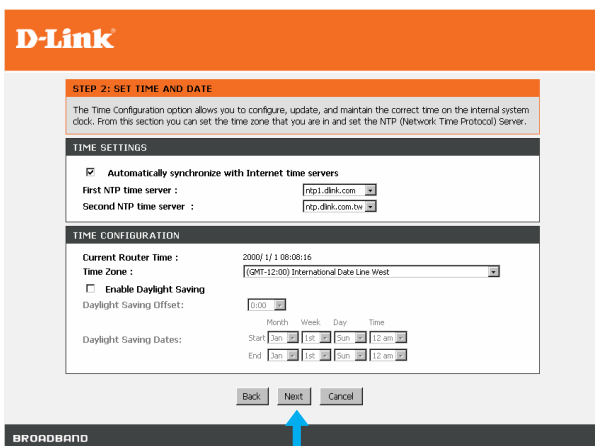 D-Link
STEP 2: SET TIME AND DATE
The Time Configuration option allows you to configure, update, and maintain the correct time on the internal system
clock. From this section you can set the time zone that you are in and set the NTP (Network Time Protocol) Server.
TIME SETTINGS
Automatically synchronize with Internet time servers
First NTP time server : ntp1.dlink.com
Second NTP time server : ntp.dlink.com.tw
TIME CONFIGURATION
Current Router Time : 2000/ 1/ 1 08:08:16
Time Zone : (GMT-12:00) International Date Line West
Enable Daylight Saving
Daylight Saving Offset: 0:00
Month Week Day Time
Daylight Saving Dates: Start Jan 1st Sun 12 am
End Jan 1st Sun 12 am
Back Next Cancel
BROADBAND